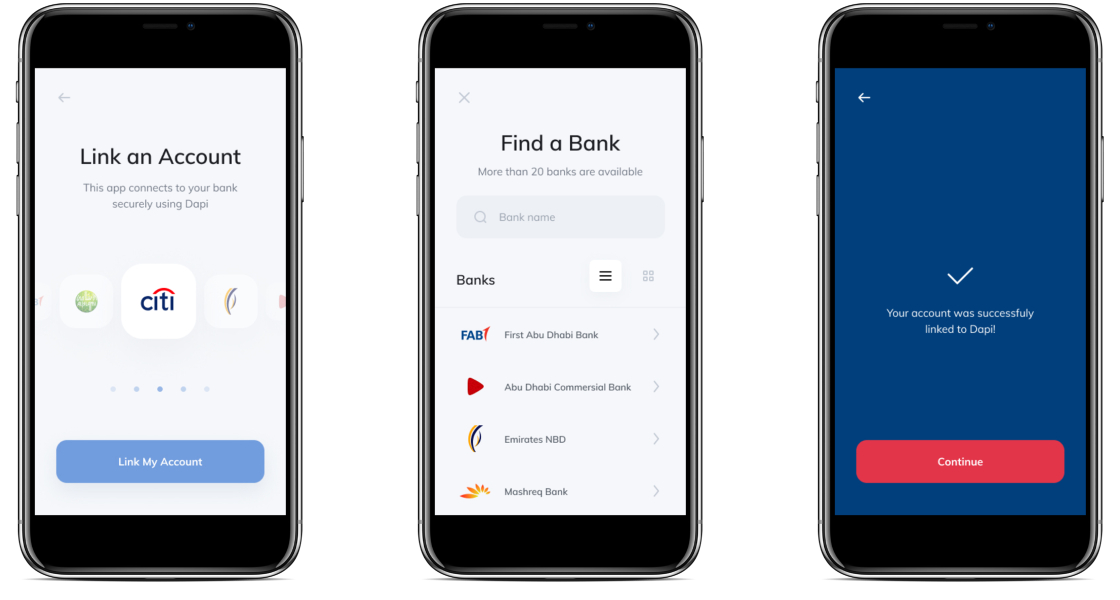 Link an Account
This app connects to your bank
securely using Dapi
citi
Link My Account
Find a Bank
More than 20 banks are available
Bank name
Banks
FAB
First Abu Dhabi Bank
Abu Dhabi Commersial Bank
Emirates NBD
Mashreq Bank
Your account was successfuly
linked to Dapi!
Continue